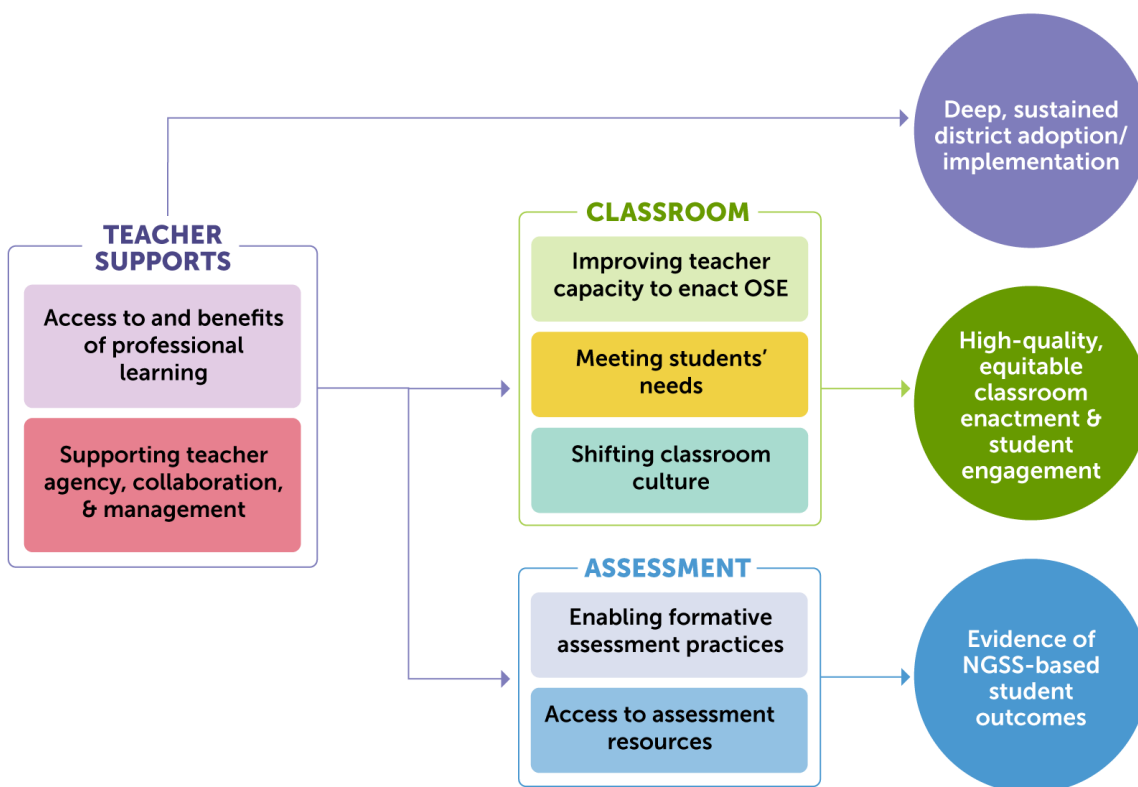 Deep, sustained
district adoption/
implementation
TEACHER
SUPPORTS
Access to and benefits
of professional
learning
Supporting teacher
agency, collaboration,
& management
CLASSROOM
Improving teacher
capacity to enact OSE
Meeting students’
needs
Shifting classroom
culture
High-quality,
equitable
classroom
enactment &
student
engagement
ASSESSMENT
Enabling formative
assessment practices
Access to assessment
resources
Evidence of
NGSS-based
student
outcomes